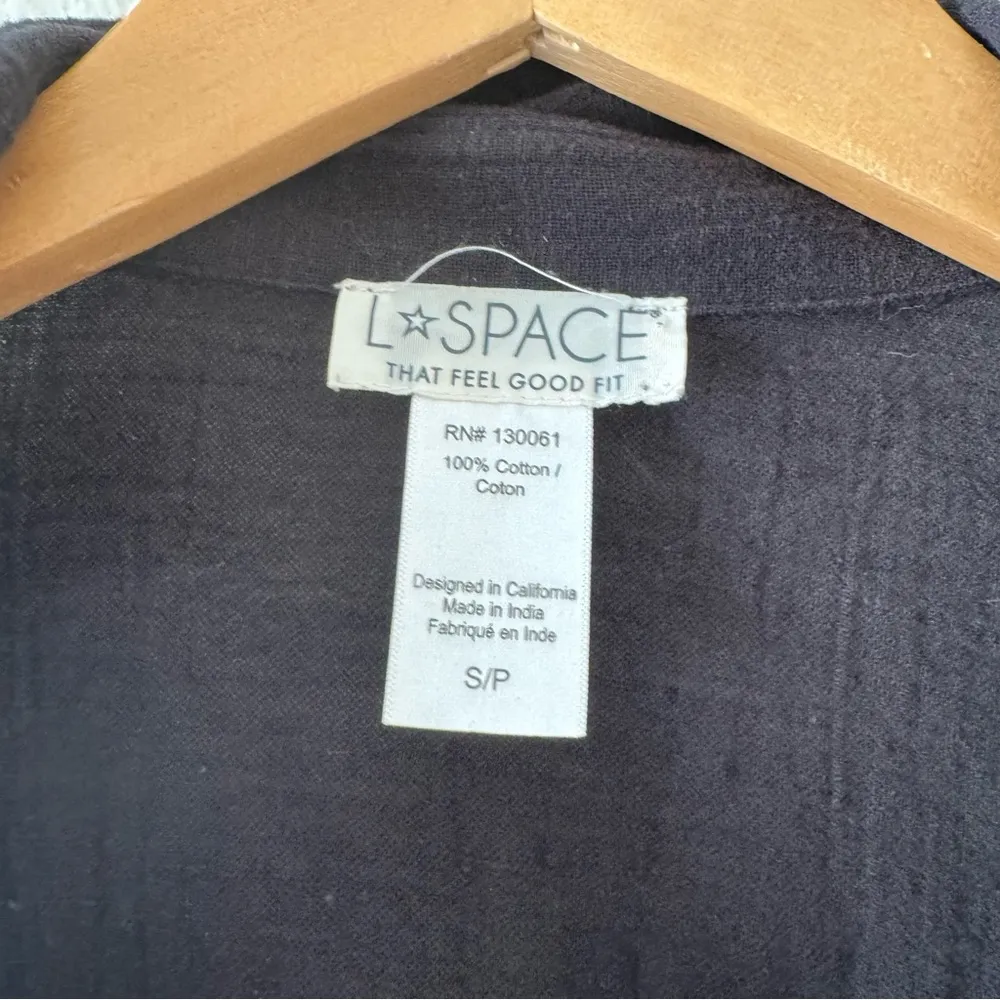 L☆SPACE®
THAT FEEL GOOD FIT
RN# 130061
100% Cotton /
Coton
Designed in California
Made in India
Fabriqué en Inde
S/P